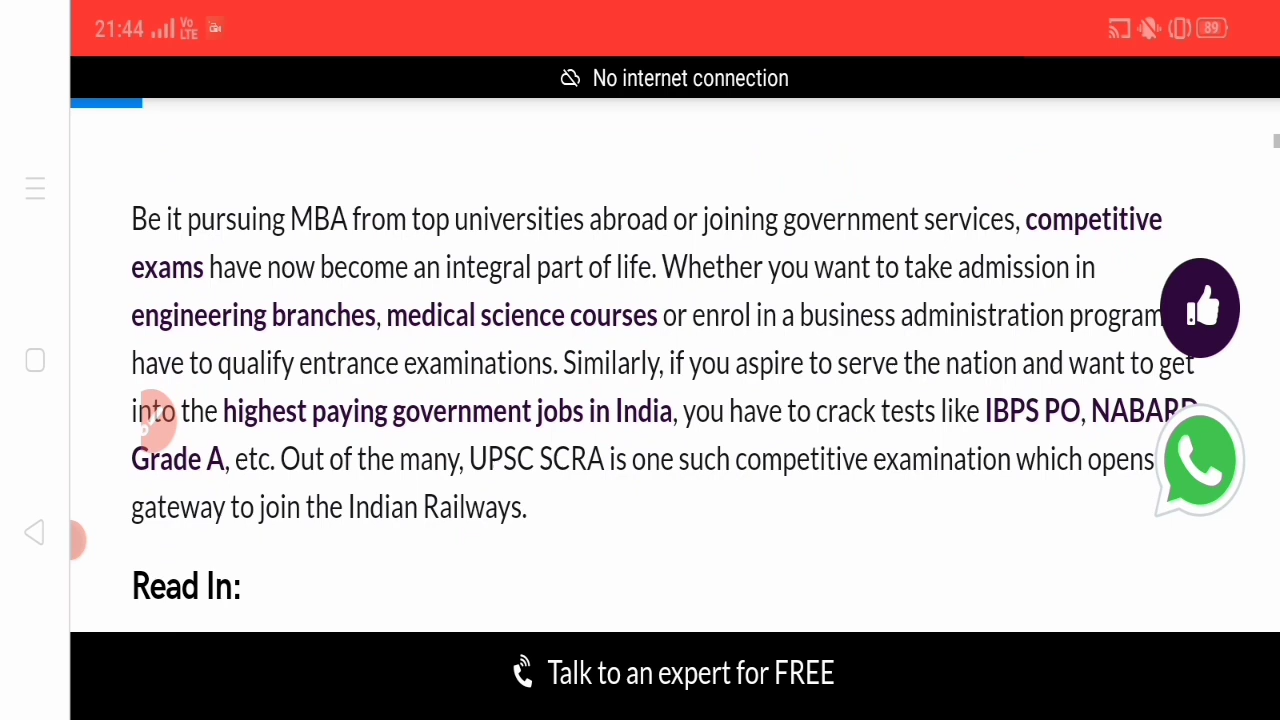 21:44 Vo LTE 89
No internet connection
Be it pursuing MBA from top universities abroad or joining government services, competitive
exams have now become an integral part of life. Whether you want to take admission in
engineering branches, medical science courses or enrol in a business administration program
have to qualify entrance examinations. Similarly, if you aspire to serve the nation and want to get
into the highest paying government jobs in India, you have to crack tests like IBPS PO, NABARD
Grade A, etc. Out of the many, UPSC SCRA is one such competitive examination which opens
gateway to join the Indian Railways.
Read In:
Talk to an expert for FREE